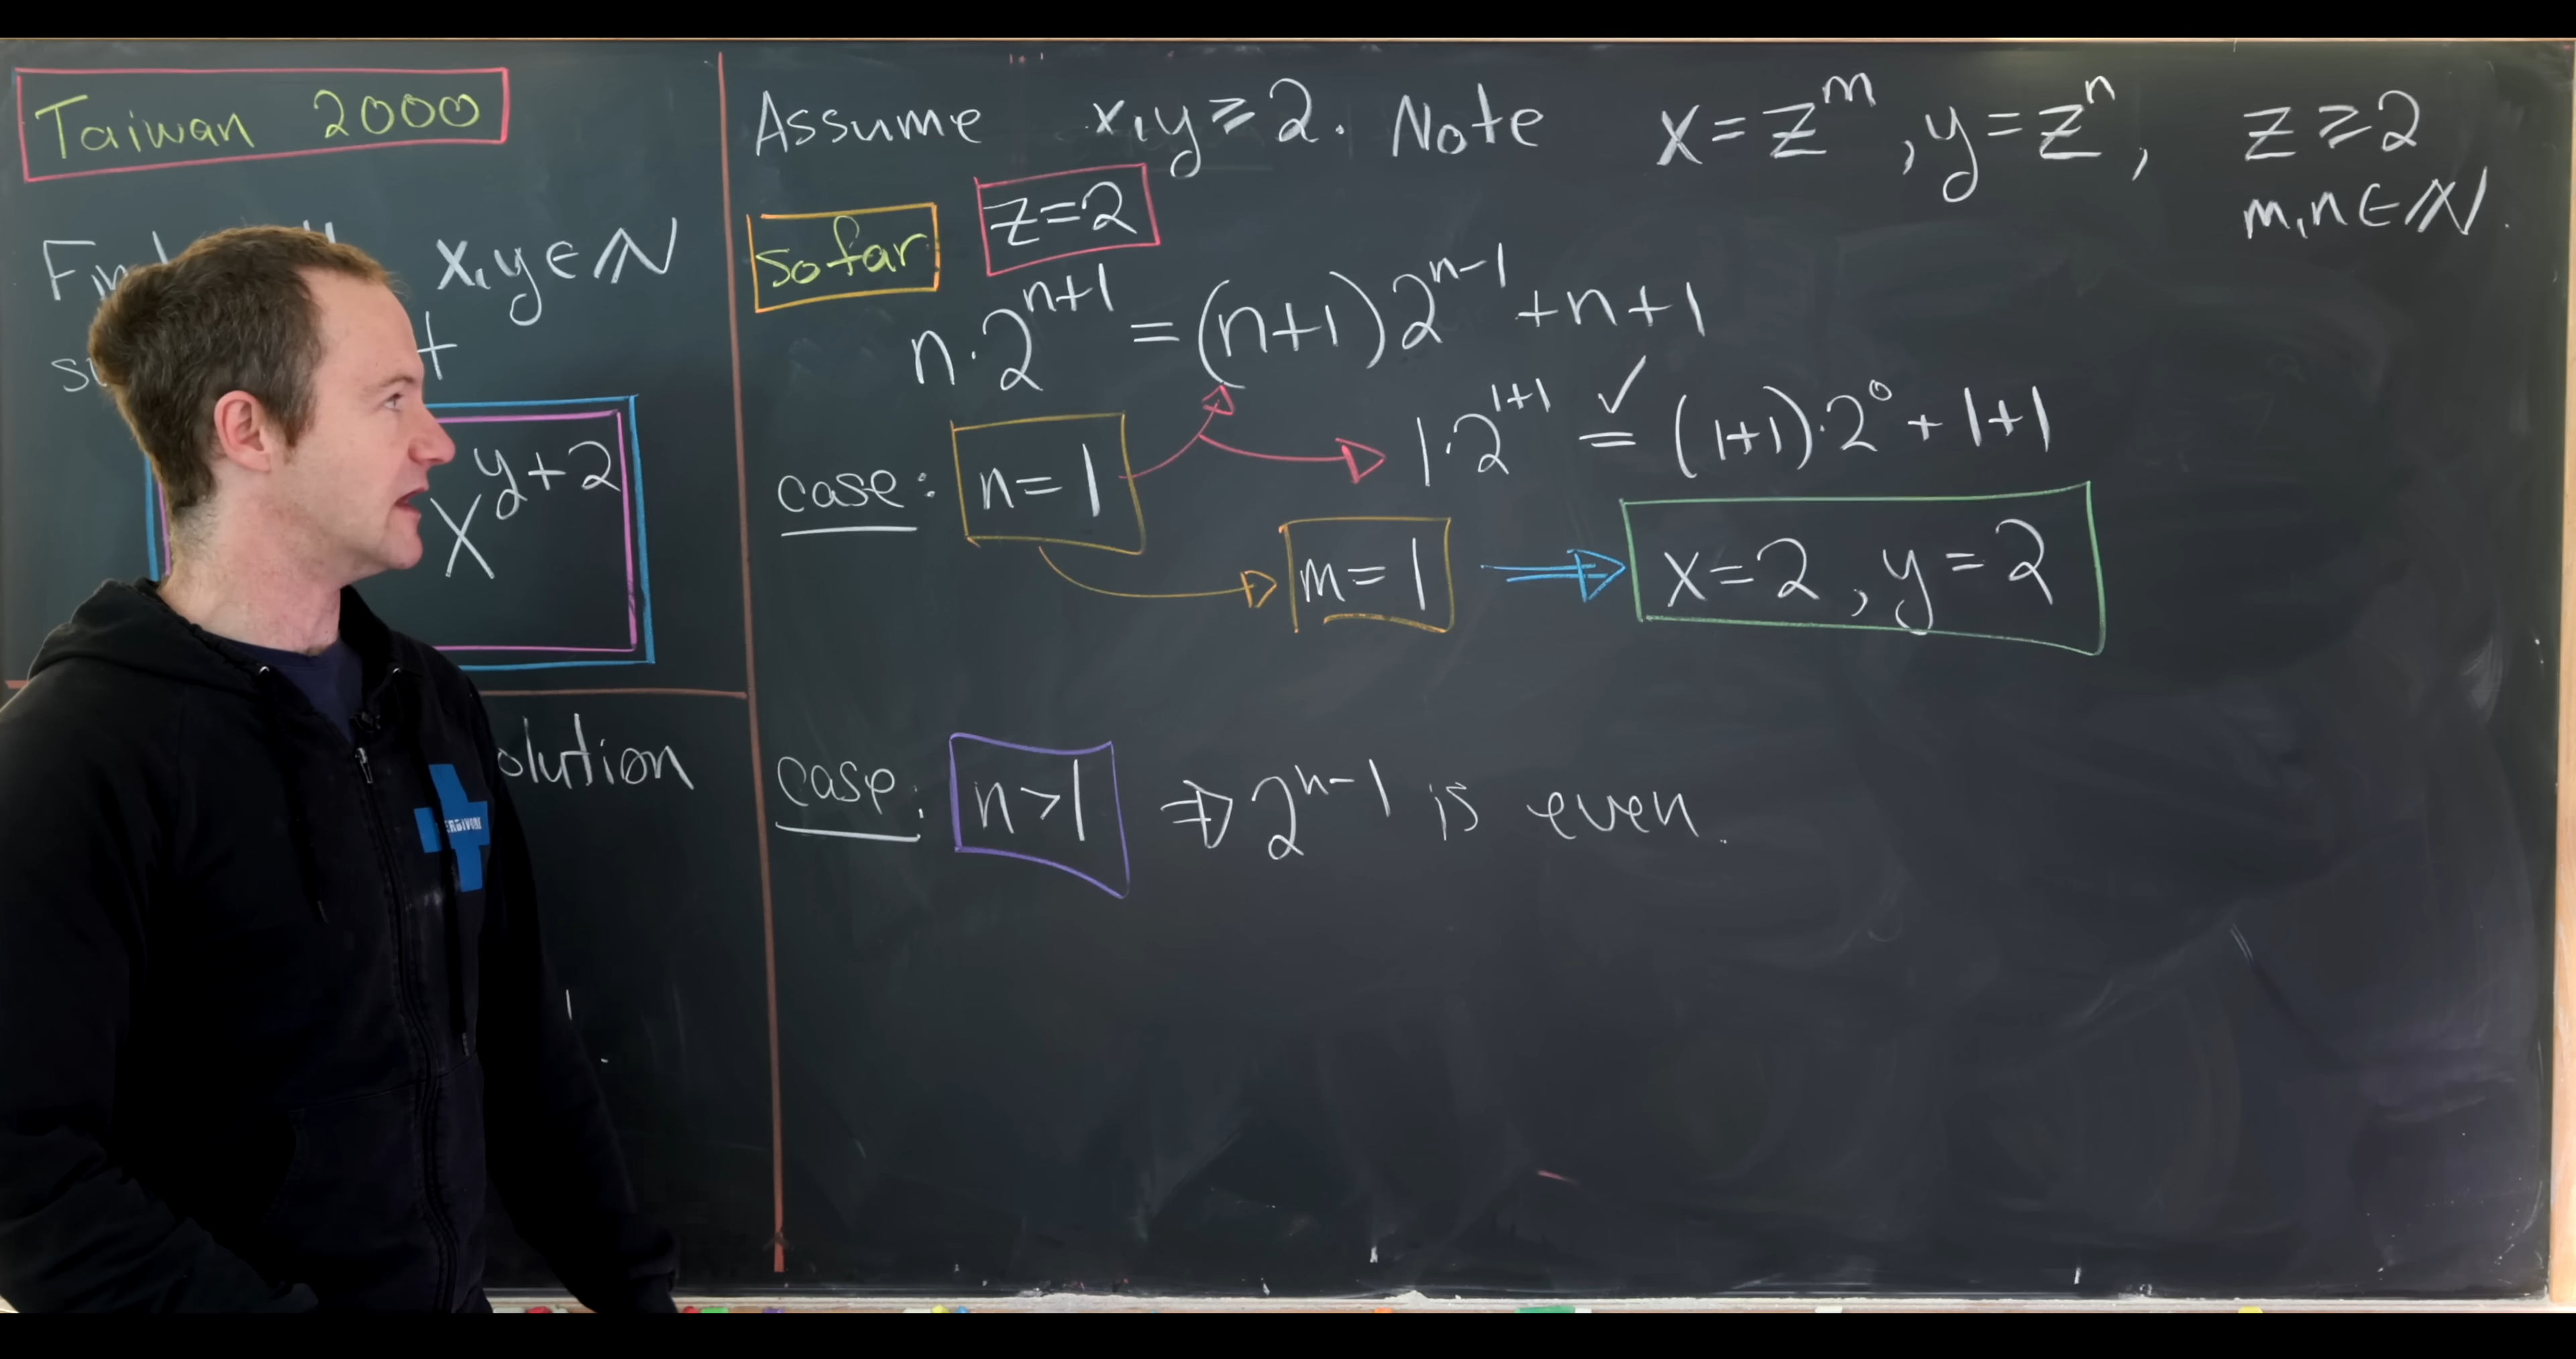 Taiwan 2000
x,y∈ℕ
x^{y+2}
olution
Assume x,y ≥ 2. Note x = z^m, y = z^n, z ≥ 2
m,n ∈ ℕ.
so far z=2
n·2^{n+1} = (n+1)2^{n-1} + n+1
case: n=1 1·2^{1+1} ✓= (1+1)·2^0 + 1+1
m=1 ⇒ x=2, y=2
case: n>1 ⇒ 2^{n-1} is even.